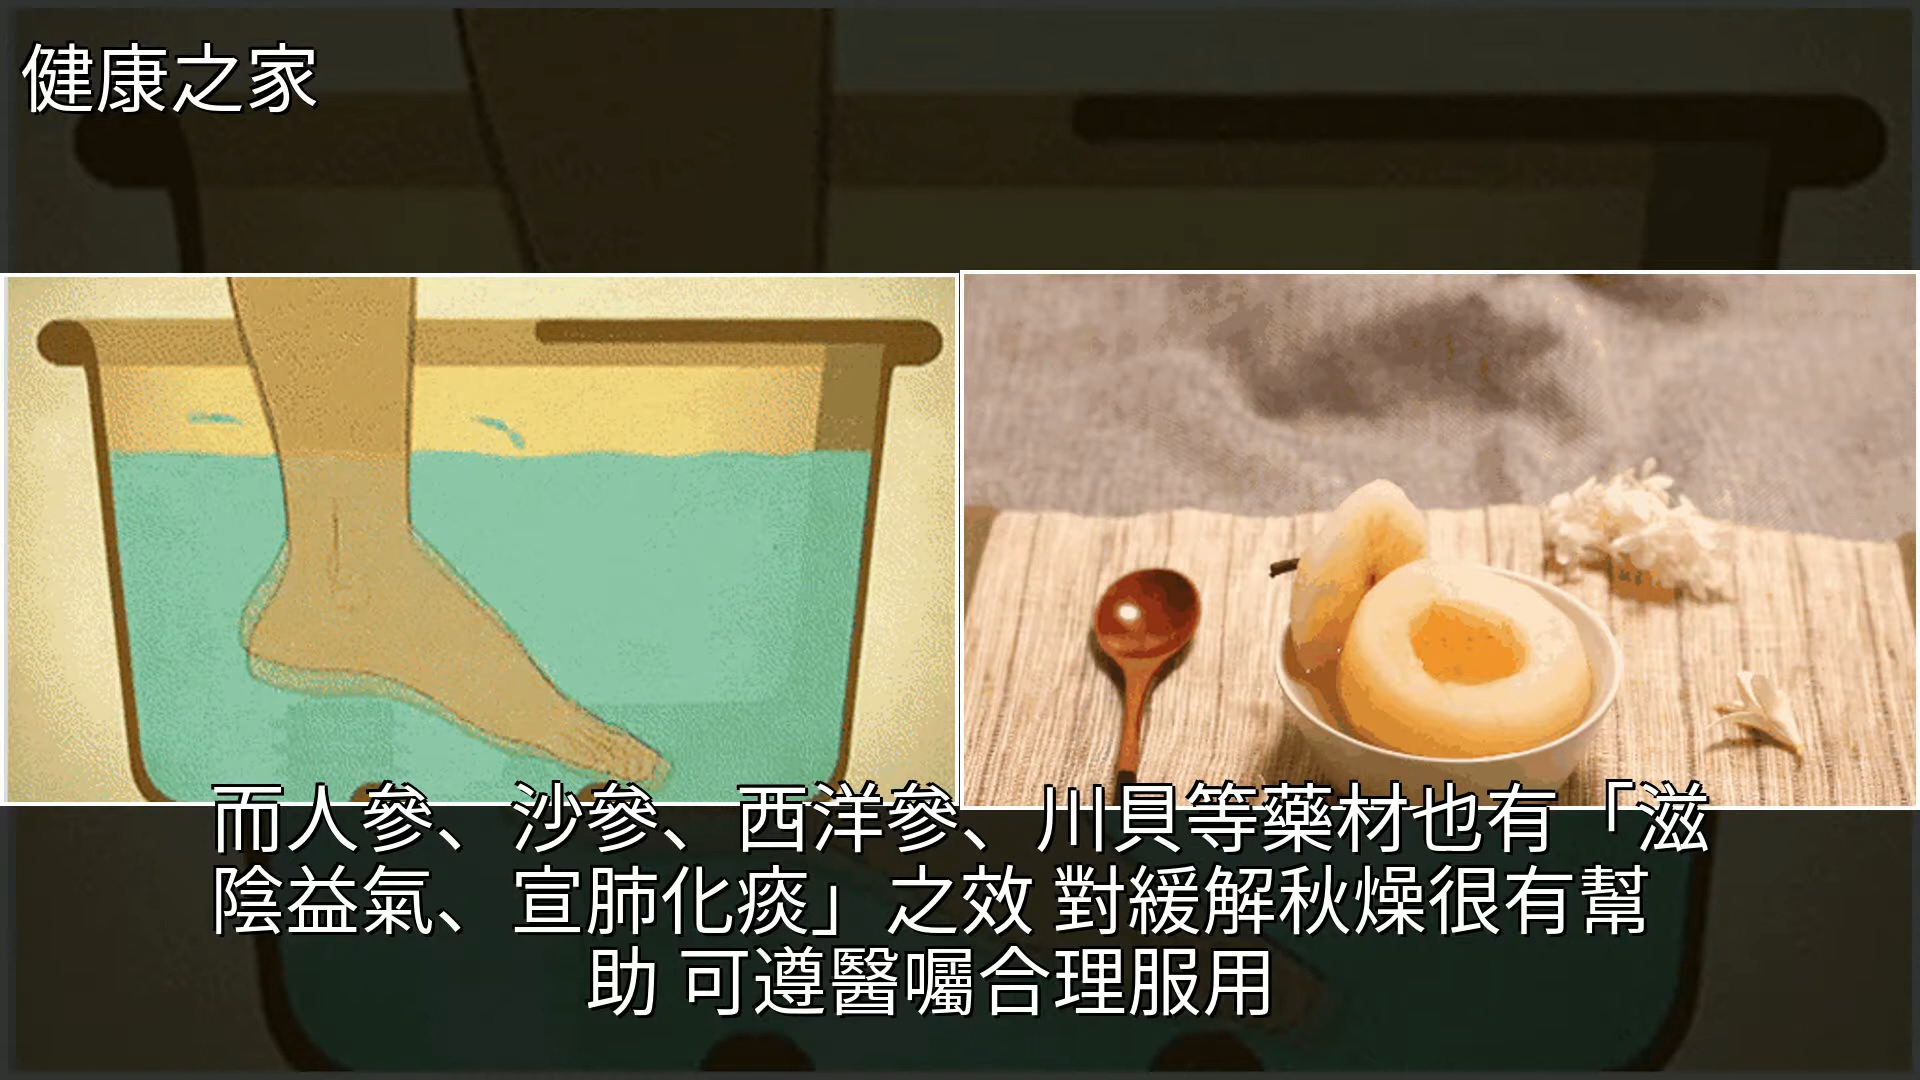 健康之家
而人參、沙參、西洋參、川貝等藥材也有「滋
陰益氣、宣肺化痰」之效 對緩解秋燥很有幫
助 可遵醫囑合理服用